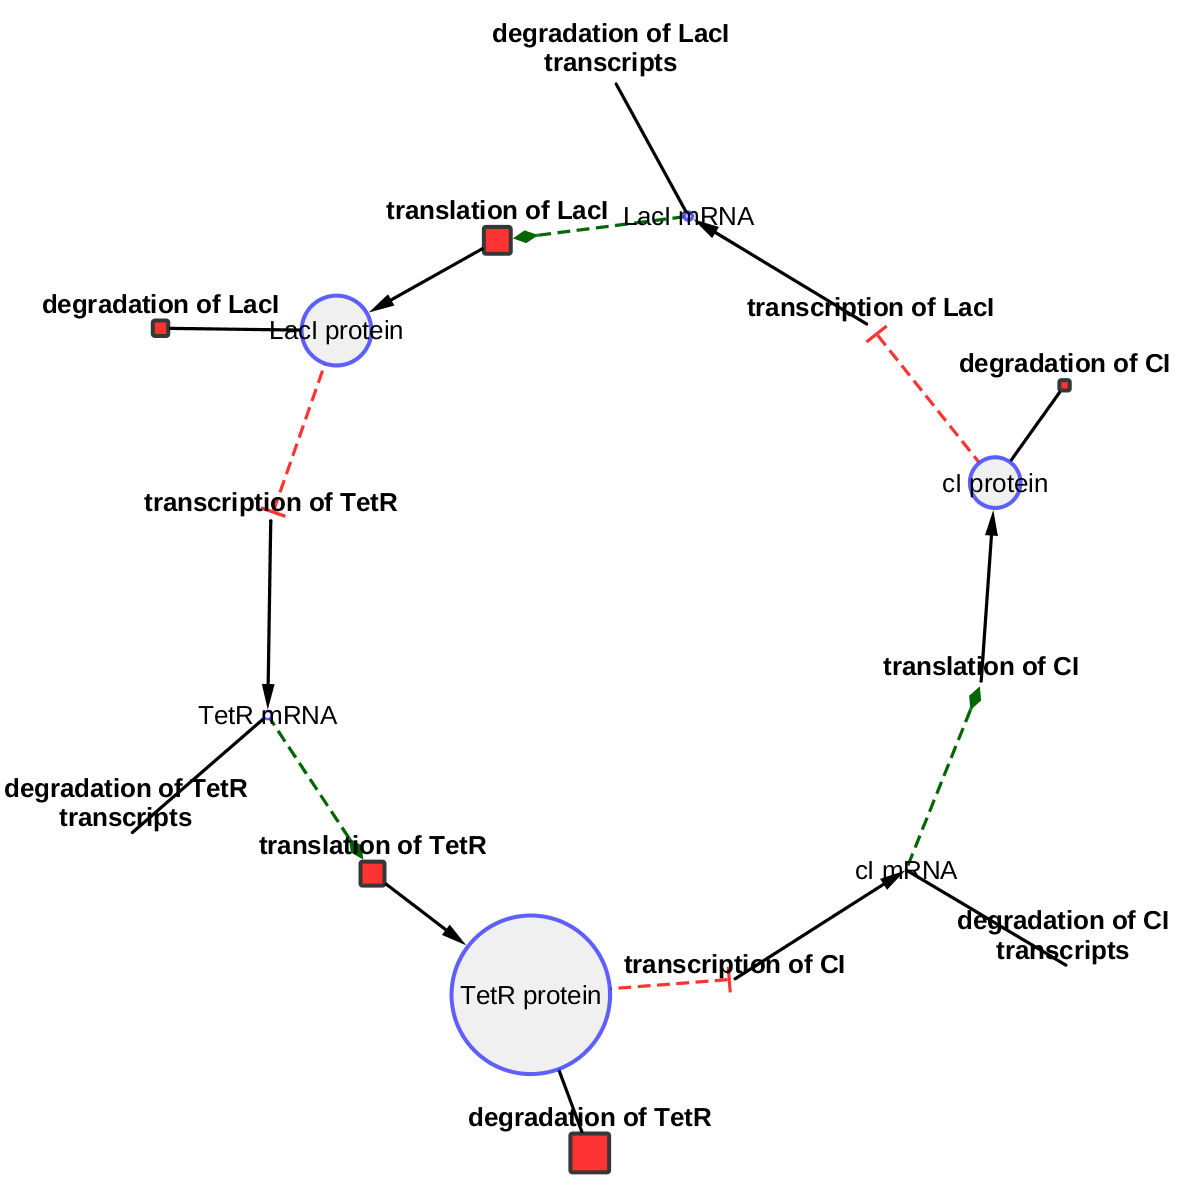 degradation of LacI
transcripts
translation of LacI
LacI mRNA
degradation of LacI
LacI protein
transcription of LacI
degradation of CI
cI protein
transcription of TetR
translation of CI
TetR mRNA
degradation of TetR
transcripts
translation of TetR
cI mRNA
degradation of CI
transcripts
transcription of CI
TetR protein
degradation of TetR